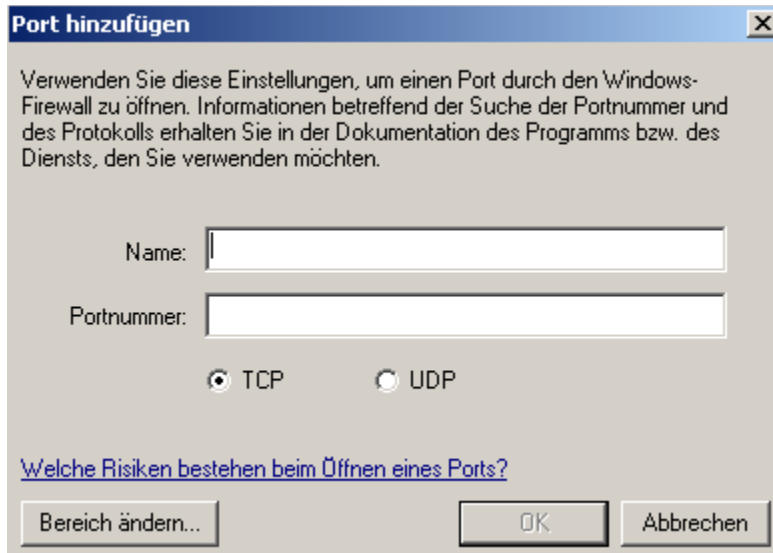 Port hinzufügen
Verwenden Sie diese Einstellungen, um einen Port durch den Windows-
Firewall zu öffnen. Informationen betreffend der Suche der Portnummer und
des Protokolls erhalten Sie in der Dokumentation des Programms bzw. des
Diensts, den Sie verwenden möchten.
Name:
Portnummer:
TCP UDP
Welche Risiken bestehen beim Öffnen eines Ports?
Bereich ändern... OK Abbrechen